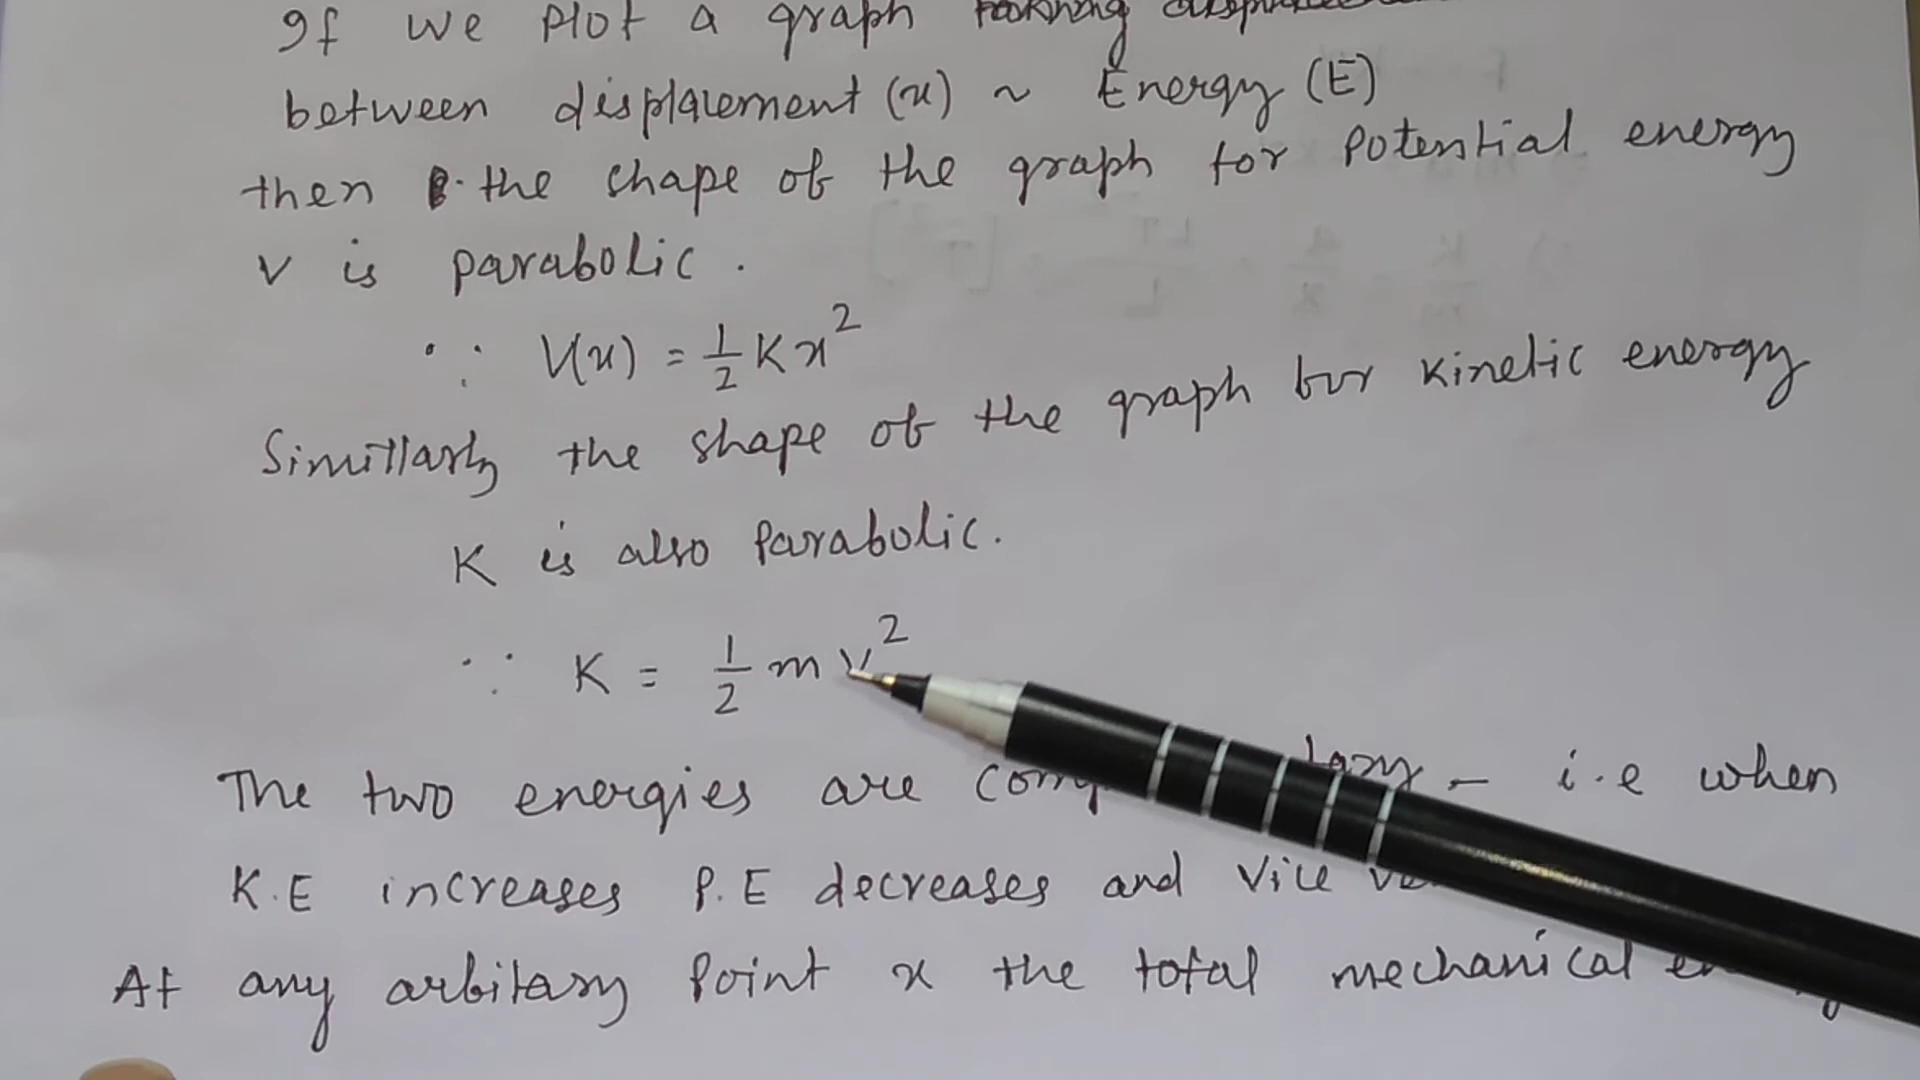 If we plot a graph
between displacement (x) ~ Energy (E)
then the shape of the graph for Potential energy
V is parabolic.
∵ V(x) = 1/2 Kx²
Simillarly the shape of the graph for Kinetic energy
K is also Parabolic.
∵ K = 1/2 m v²
The two energies are - i.e when
K.E increases P.E decreases and vice
At any arbitary Point x the total mechanical